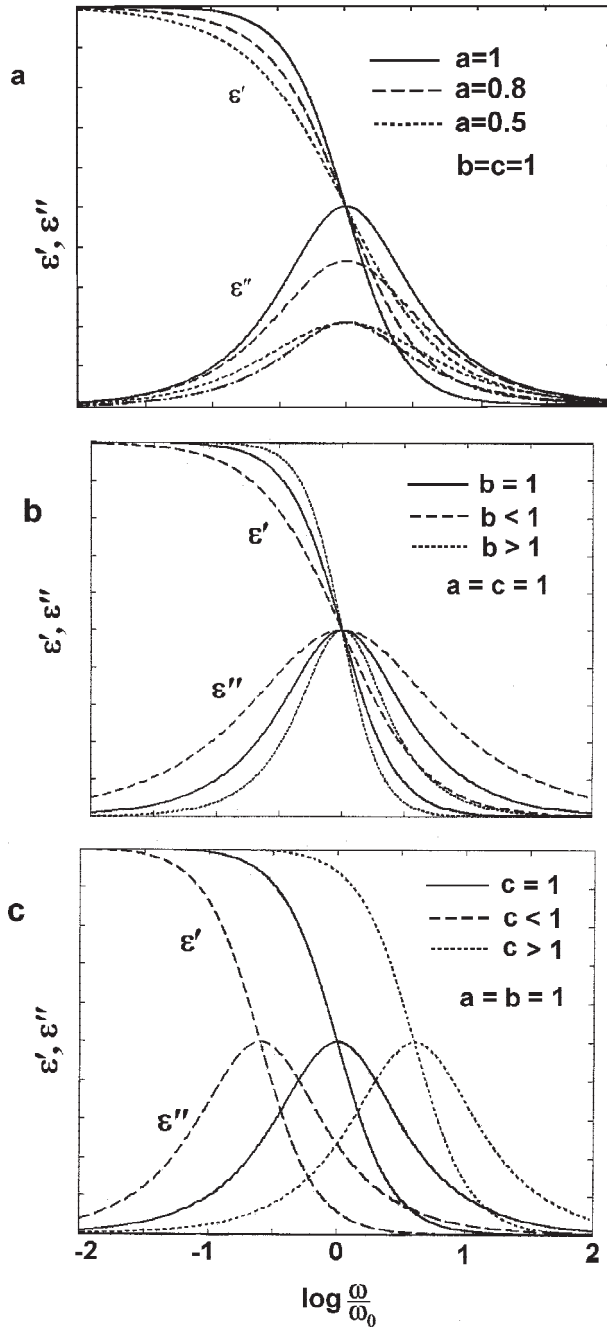 a
a=1
a=0.8
a=0.5
b=c=1
ε′
ε″
ε′, ε″
b
b = 1
b < 1
b > 1
a = c = 1
ε′
ε″
ε′, ε″
c
c = 1
c < 1
c > 1
a = b = 1
ε′
ε″
ε′, ε″
-2 -1 0 1 2
log ω/ω₀